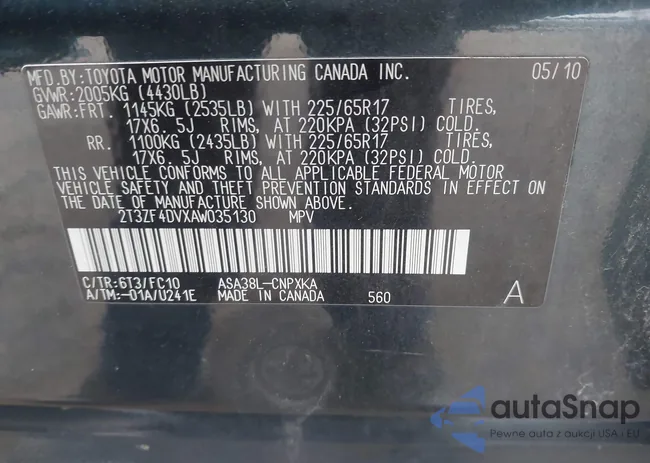 MFD.BY:TOYOTA MOTOR MANUFACTURING CANADA INC. 05/10
GVWR:2005KG (4430LB)
GAWR:FRT. 1145KG (2535LB) WITH 225/65R17 TIRES,
17X6. 5J RIMS, AT 220KPA (32PSI) COLD.
RR. 1100KG (2435LB) WITH 225/65R17 TIRES,
17X6. 5J RIMS, AT 220KPA (32PSI) COLD.
THIS VEHICLE CONFORMS TO ALL APPLICABLE FEDERAL MOTOR
VEHICLE SAFETY AND THEFT PREVENTION STANDARDS IN EFFECT ON
THE DATE OF MANUFACTURE SHOWN ABOVE.
2T3ZF4DVXAW035130 MPV
C/TR:6T3/FC10 ASA38L-CNPXKA
A/TM:-01A/U241E MADE IN CANADA 560 A
autoSnap
Pewne auta z aukcji USA i EU